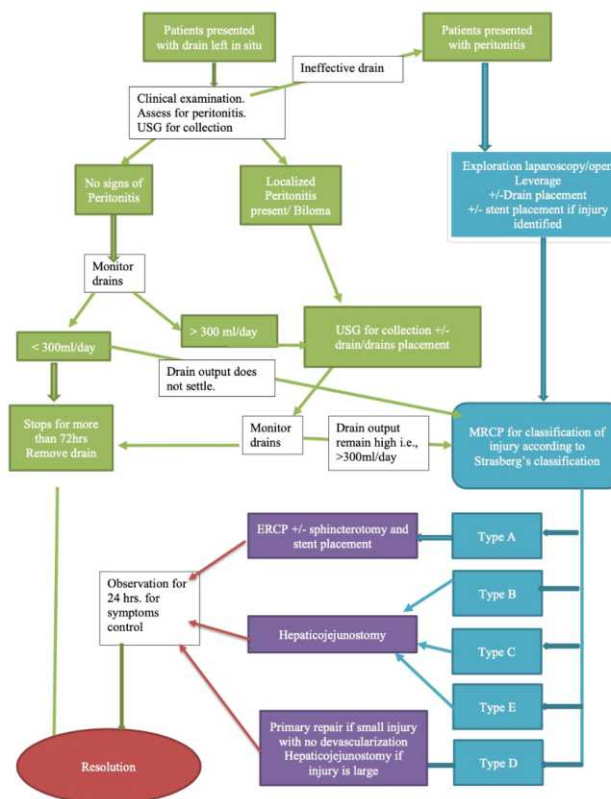 Patients presented
with drain left in situ
Patients presented
with peritonitis
Ineffective drain
Clinical examination.
Assess for peritonitis.
USG for collection
No signs of
Peritonitis
Localized
Peritonitis
present/ Biloma
Exploration laparoscopy/open
Leverage
+/-Drain placement
+/- stent placement if injury
identified
Monitor
drains
> 300 ml/day
< 300ml/day
USG for collection +/-
drain/drains placement
Drain output does
not settle.
Stops for more
than 72hrs
Remove drain
Monitor
drains
Drain output
remain high i.e.,
>300ml/day
MRCP for classification of
injury according to
Strasberg's classification
ERCP +/- sphincterotomy and
stent placement
Type A
Observation for
24 hrs. for
symptoms
control
Type B
Hepaticojejunostomy
Type C
Type E
Primary repair if small injury
with no devascularization
Hepaticojejunostomy if
injury is large
Type D
Resolution